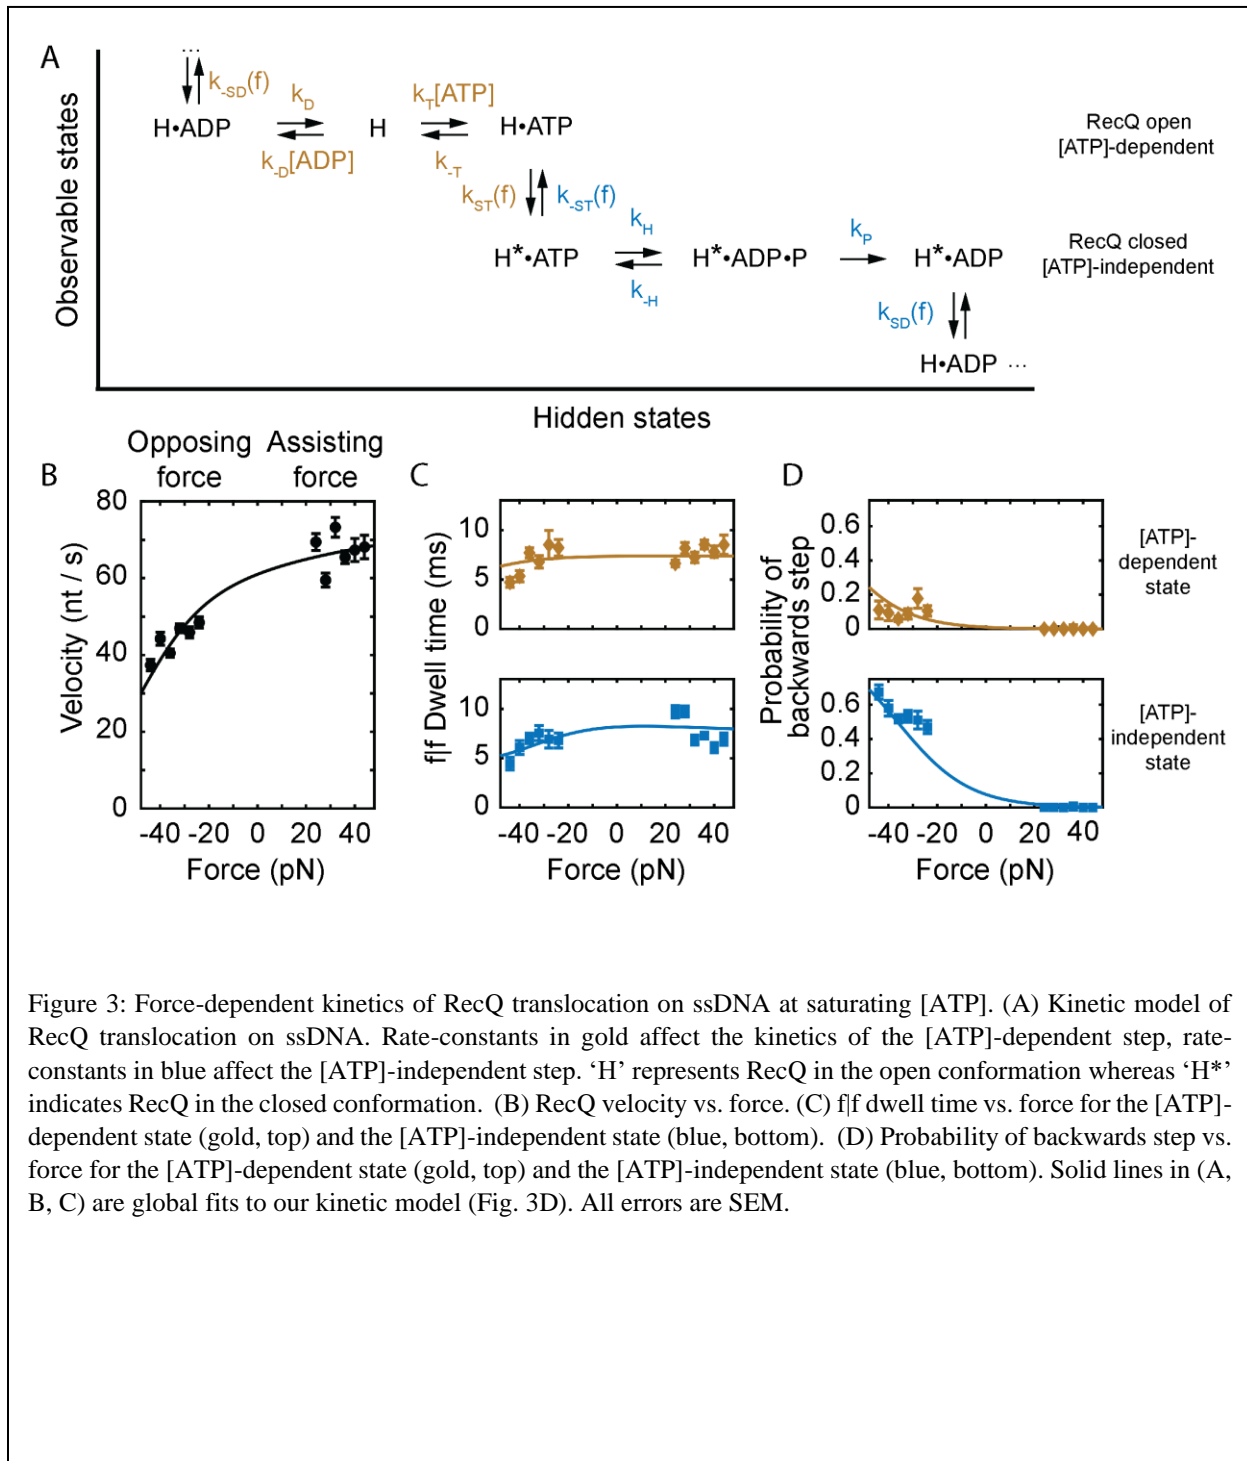 A
Observable states
...
k-SD(f)
kD
kT[ATP]
H•ADP
H
H•ATP
RecQ open
[ATP]-dependent
k-D[ADP]
k-T
kST(f)
k-ST(f)
kH
kP
H*•ATP
H*•ADP•P
H*•ADP
RecQ closed
[ATP]-independent
k-H
kSD(f)
H•ADP ...
Hidden states
Opposing force
Assisting force
B
80
60
40
20
0
Velocity (nt / s)
-40 -20 0 20 40
Force (pN)
C
10
5
0
10
5
0
f|f Dwell time (ms)
-40 -20 0 20 40
Force (pN)
D
0.6
0.4
0.2
0
0.6
0.4
0.2
0
Probability of backwards step
-40 -20 0 20 40
Force (pN)
[ATP]-
dependent
state
[ATP]-
independent
state
Figure 3: Force-dependent kinetics of RecQ translocation on ssDNA at saturating [ATP]. (A) Kinetic model of
RecQ translocation on ssDNA. Rate-constants in gold affect the kinetics of the [ATP]-dependent step, rate-
constants in blue affect the [ATP]-independent step. ‘H’ represents RecQ in the open conformation whereas ‘H*’
indicates RecQ in the closed conformation. (B) RecQ velocity vs. force. (C) f|f dwell time vs. force for the [ATP]-
dependent state (gold, top) and the [ATP]-independent state (blue, bottom). (D) Probability of backwards step vs.
force for the [ATP]-dependent state (gold, top) and the [ATP]-independent state (blue, bottom). Solid lines in (A,
B, C) are global fits to our kinetic model (Fig. 3D). All errors are SEM.